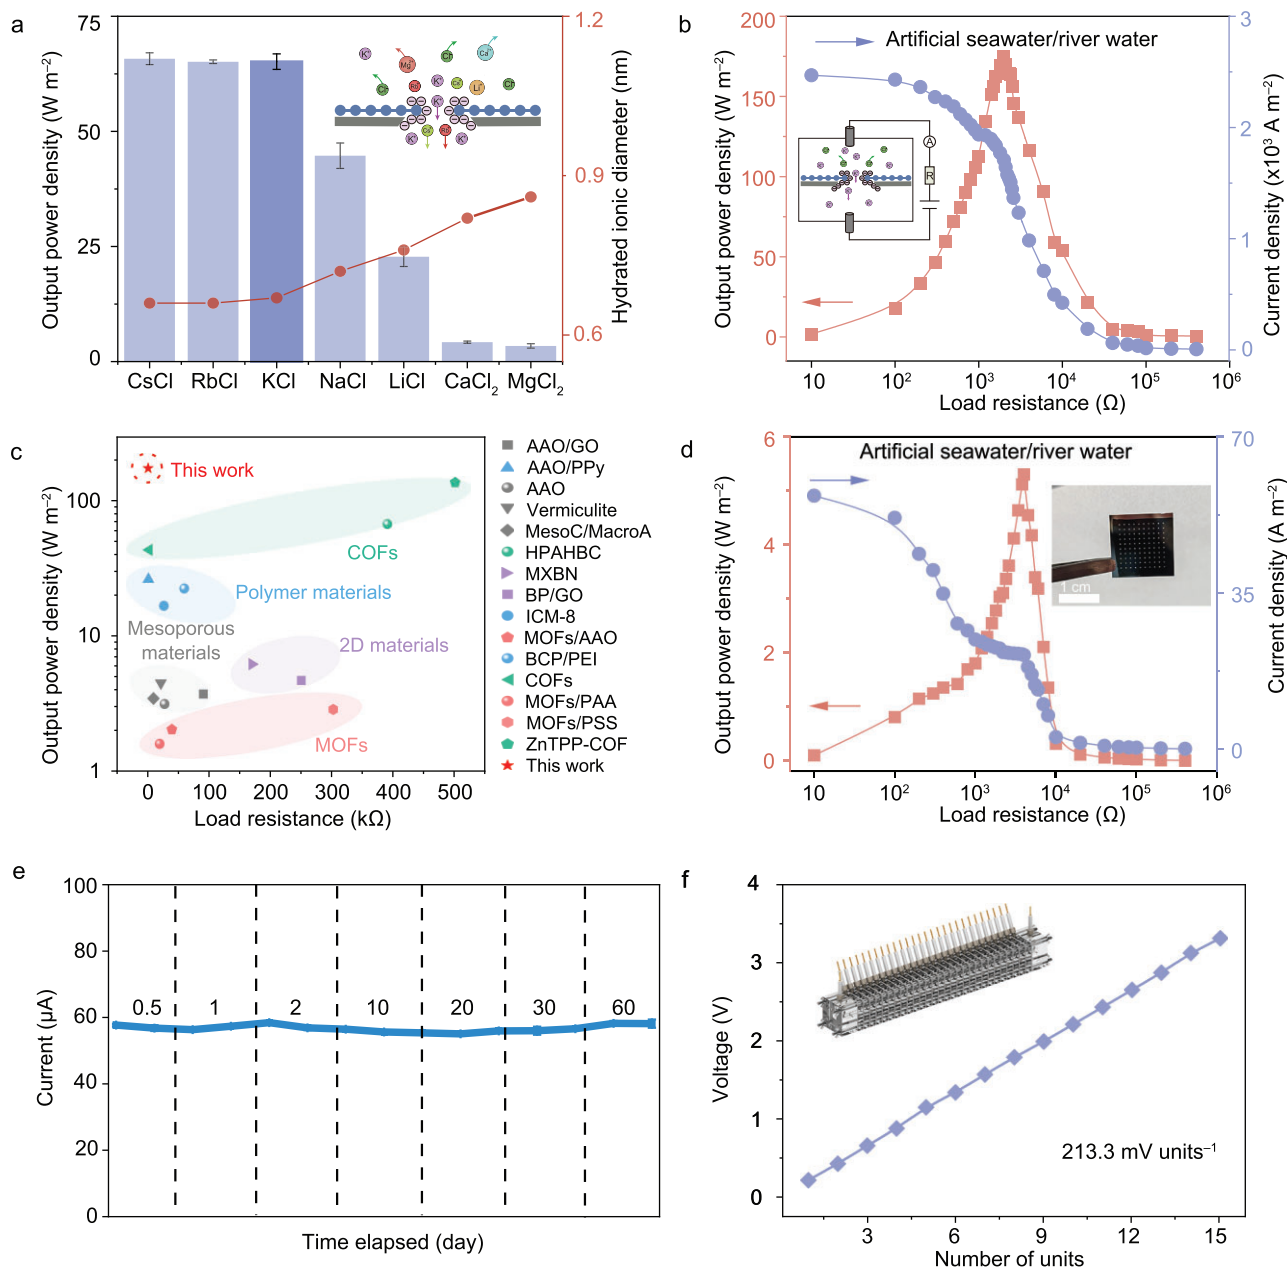 a
Output power density (W m⁻²)
75
50
25
0
1.2
0.9
0.6
Hydrated ionic diameter (nm)
CsCl RbCl KCl NaCl LiCl CaCl₂ MgCl₂
b
Artificial seawater/river water
Output power density (W m⁻²)
200
150
100
50
0
3
2
1
0
Current density (x10³ A m⁻²)
A
R
10 10² 10³ 10⁴ 10⁵ 10⁶
Load resistance (Ω)
c
Output power density (W m⁻²)
100
10
1
This work
COFs
Polymer materials
Mesoporous
materials
2D materials
MOFs
0 100 200 300 400 500
Load resistance (kΩ)
AAO/GO
AAO/PPy
AAO
Vermiculite
MesoC/MacroA
HPAHBC
MXBN
BP/GO
ICM-8
MOFs/AAO
BCP/PEI
COFs
MOFs/PAA
MOFs/PSS
ZnTPP-COF
This work
d
Artificial seawater/river water
Output power density (W m⁻²)
6
4
2
0
70
35
0
Current density (A m⁻²)
1 cm
10 10² 10³ 10⁴ 10⁵ 10⁶
Load resistance (Ω)
e
Current (μA)
100
80
60
40
20
0
0.5 1 2 10 20 30 60
Time elapsed (day)
f
Voltage (V)
4
3
2
1
0
213.3 mV units⁻¹
3 6 9 12 15
Number of units